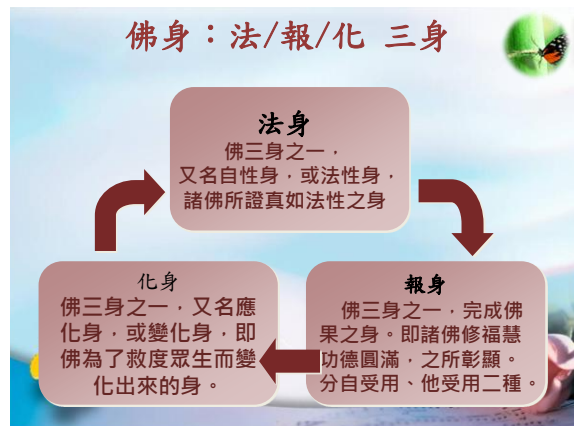 佛身：法/報/化 三身
法身
佛三身之一，
又名自性身，或法性身，
諸佛所證真如法性之身
化身
佛三身之一，又名應
化身，或變化身，即
佛為了救度眾生而變
化出來的身。
報身
佛三身之一，完成佛
果之身。即諸佛修福慧
功德圓滿，之所彰顯。
分自受用、他受用二種。